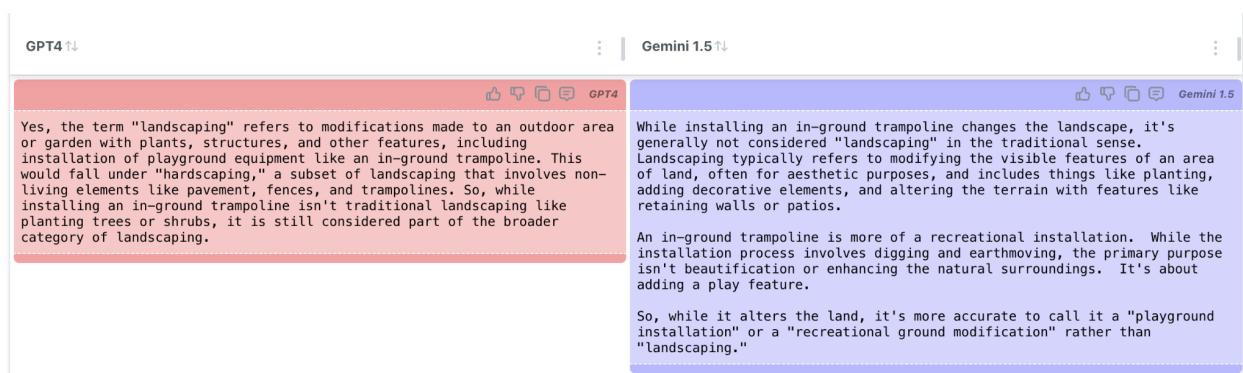 GPT4
Gemini 1.5
GPT4
Yes, the term "landscaping" refers to modifications made to an outdoor area
or garden with plants, structures, and other features, including
installation of playground equipment like an in-ground trampoline. This
would fall under "hardscaping," a subset of landscaping that involves non-
living elements like pavement, fences, and trampolines. So, while
installing an in-ground trampoline isn't traditional landscaping like
planting trees or shrubs, it is still considered part of the broader
category of landscaping.
Gemini 1.5
While installing an in-ground trampoline changes the landscape, it's
generally not considered "landscaping" in the traditional sense.
Landscaping typically refers to modifying the visible features of an area
of land, often for aesthetic purposes, and includes things like planting,
adding decorative elements, and altering the terrain with features like
retaining walls or patios.
An in-ground trampoline is more of a recreational installation.  While the
installation process involves digging and earthmoving, the primary purpose
isn't beautification or enhancing the natural surroundings.  It's about
adding a play feature.
So, while it alters the land, it's more accurate to call it a "playground
installation" or a "recreational ground modification" rather than
"landscaping."